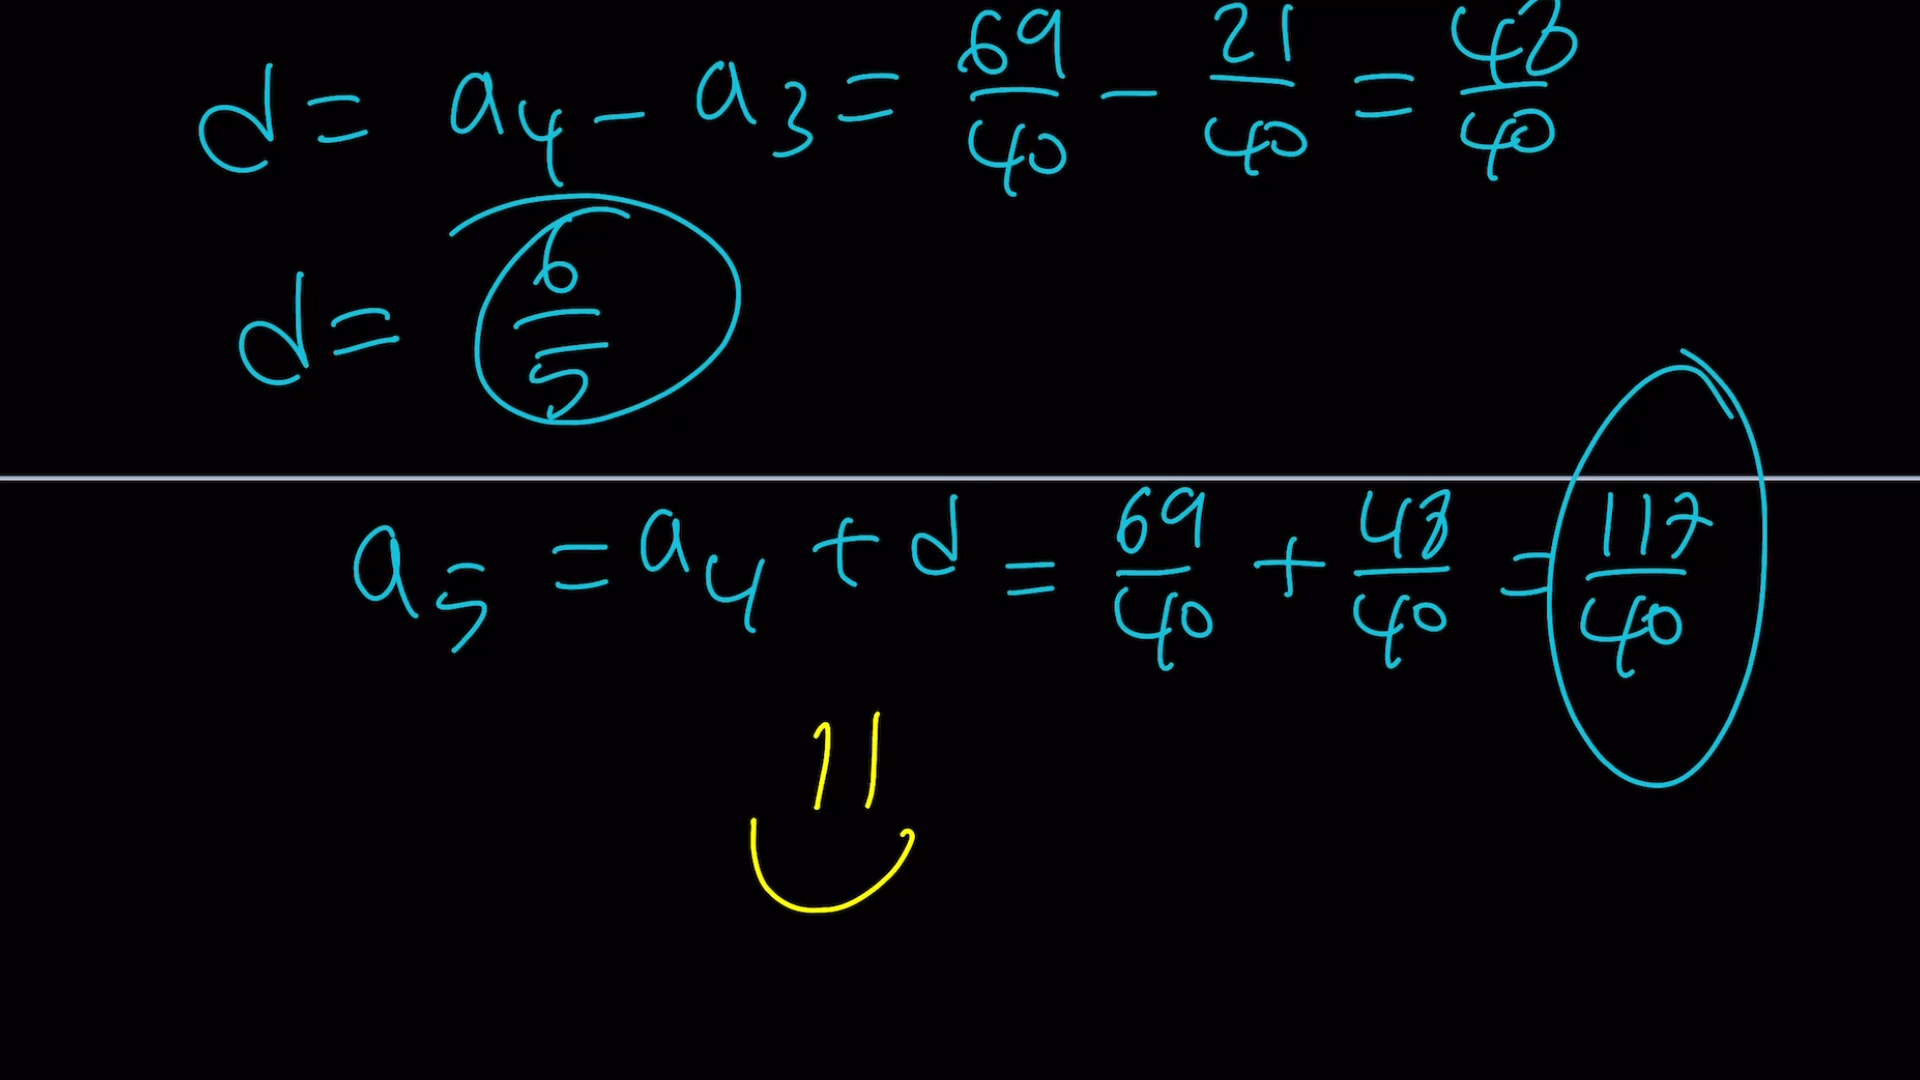 d = a₄ - a₃ = 69/40 - 21/40 = 48/40
d = 6/5
a₅ = a₄ + d = 69/40 + 48/40 = 117/40